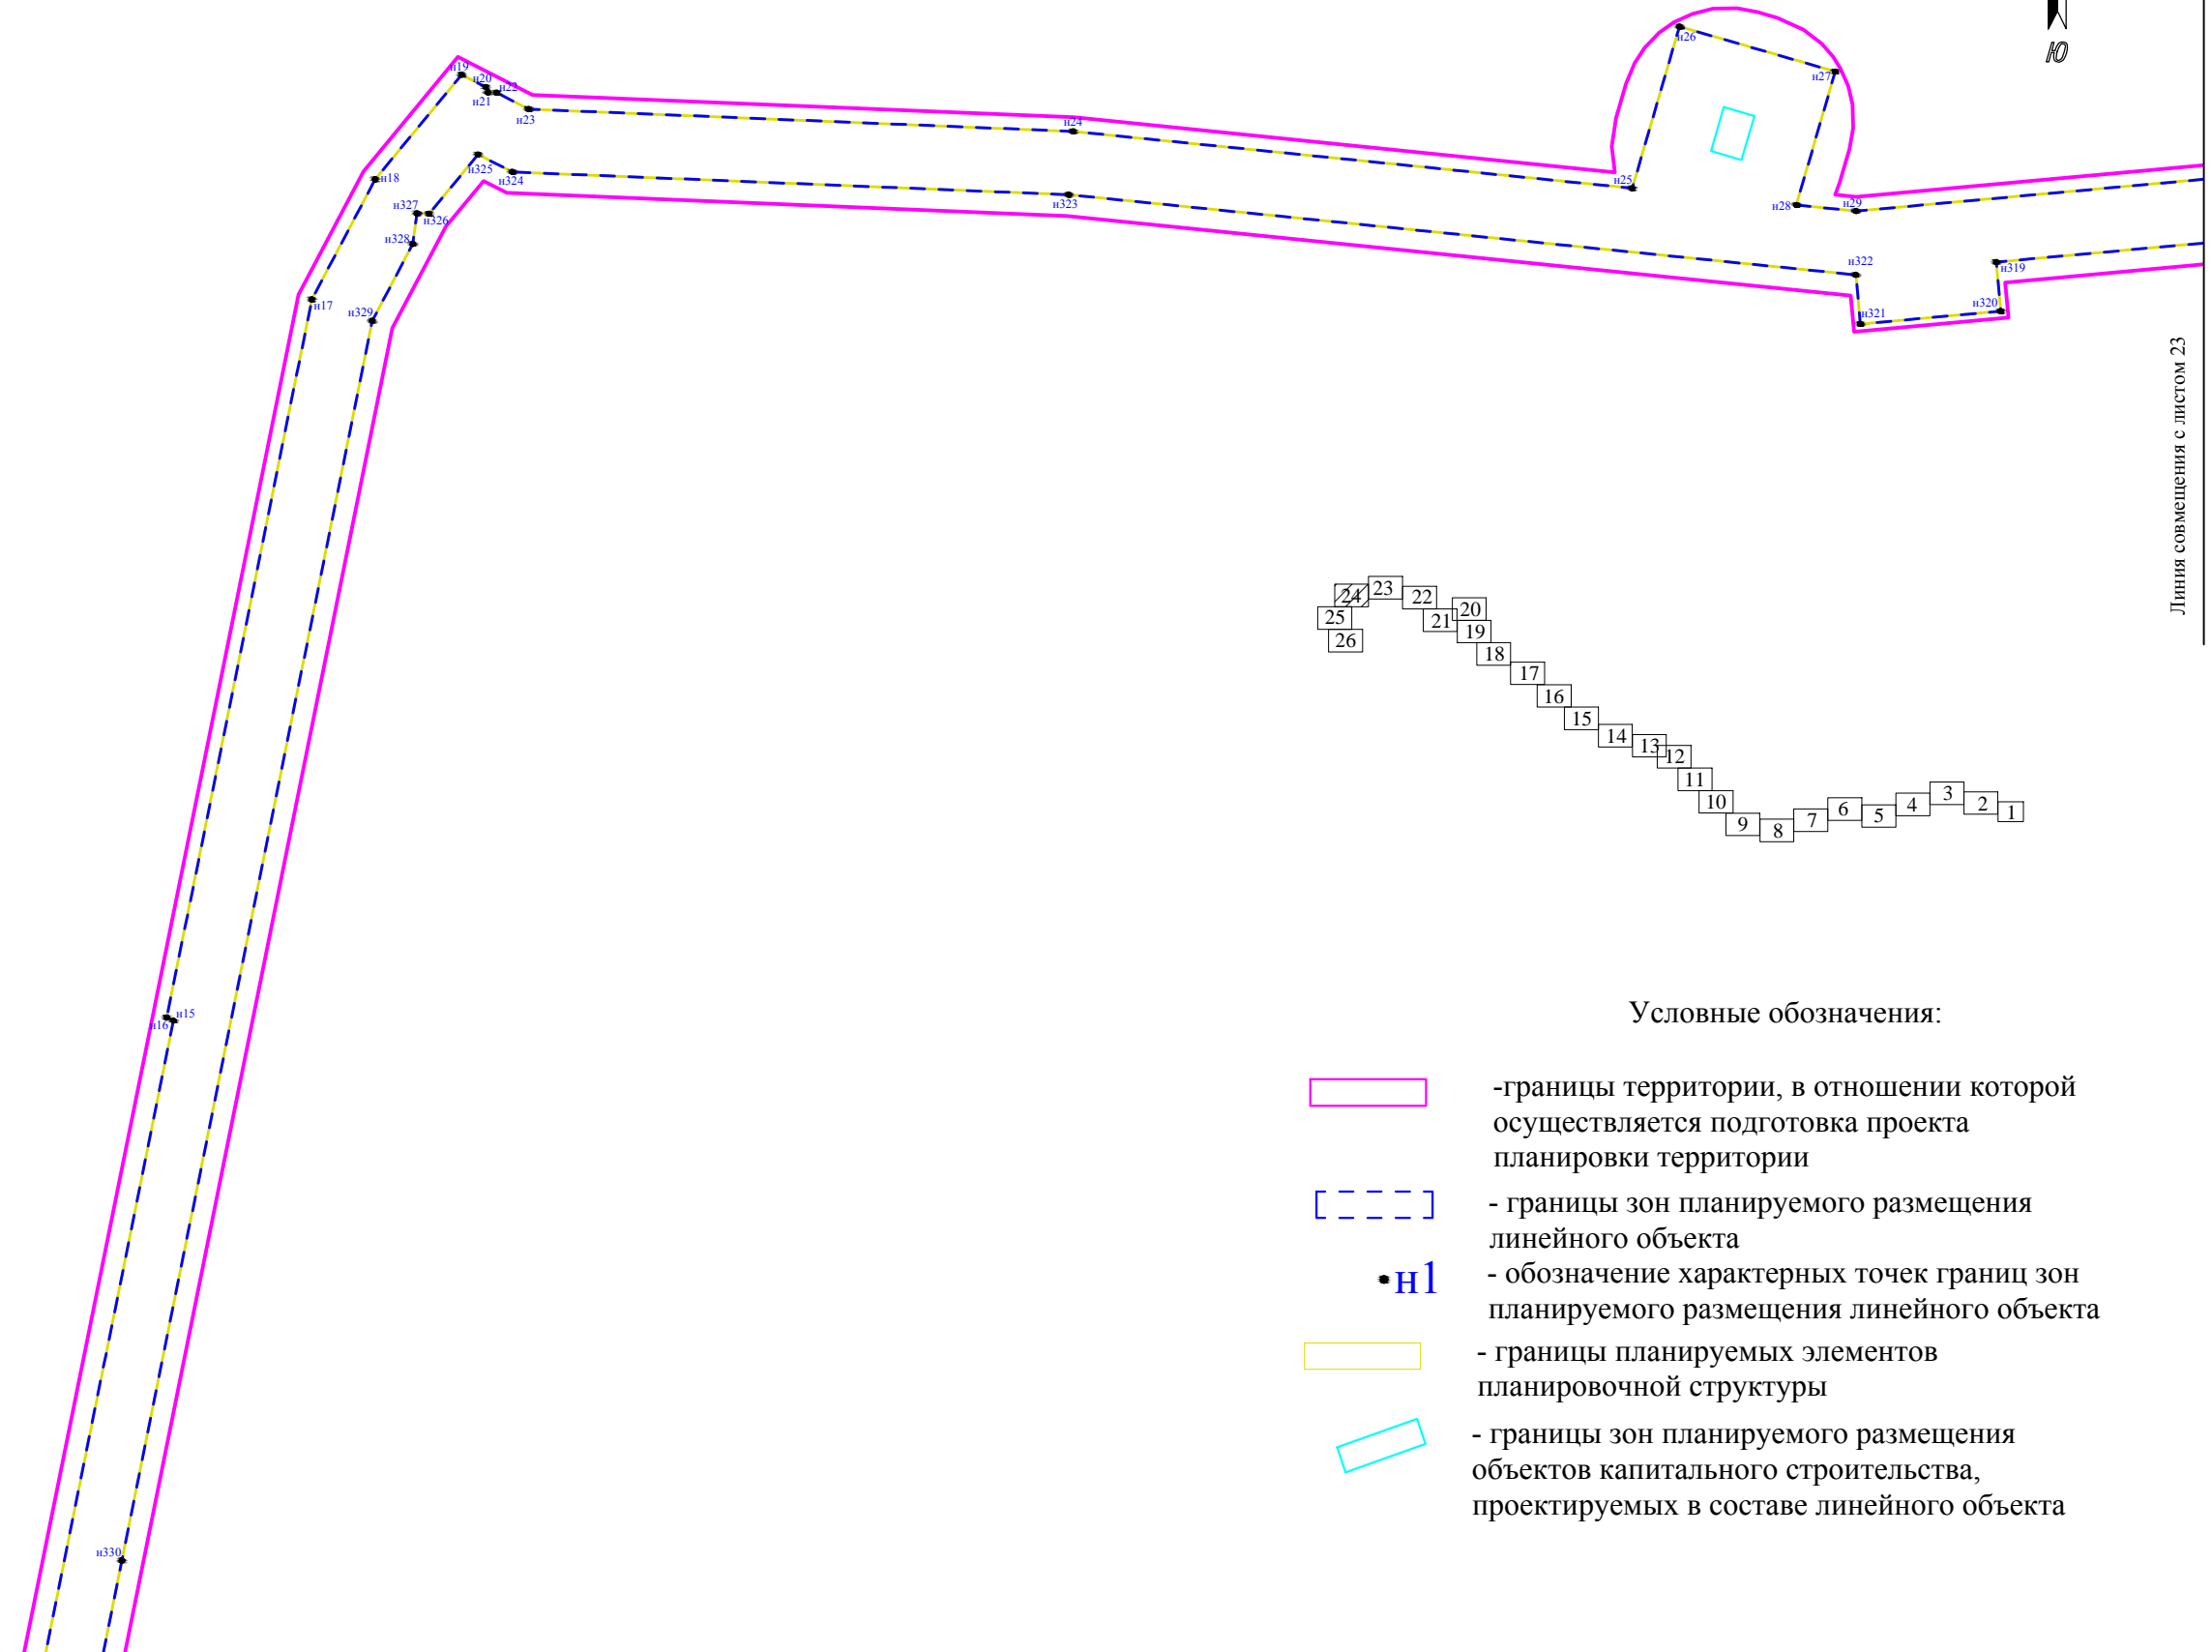 Ю
н26
н27
н19
н20
н22
н21
н23
н24
н25
н18
н325
н324
н323
н28
н29
н327
н326
н328
н322
н319
н17
н329
н320
н321
Линия совмещения с листом 23
24
23
22
20
25
21
19
26
18
17
16
15
14
13
12
11
10
9
8
7
6
5
4
3
2
1
н16
н15
Условные обозначения:
-границы территории, в отношении которой
осуществляется подготовка проекта
планировки территории
- границы зон планируемого размещения
линейного объекта
н1
- обозначение характерных точек границ зон
планируемого размещения линейного объекта
- границы планируемых элементов
планировочной структуры
- границы зон планируемого размещения
объектов капитального строительства,
проектируемых в составе линейного объекта
н330